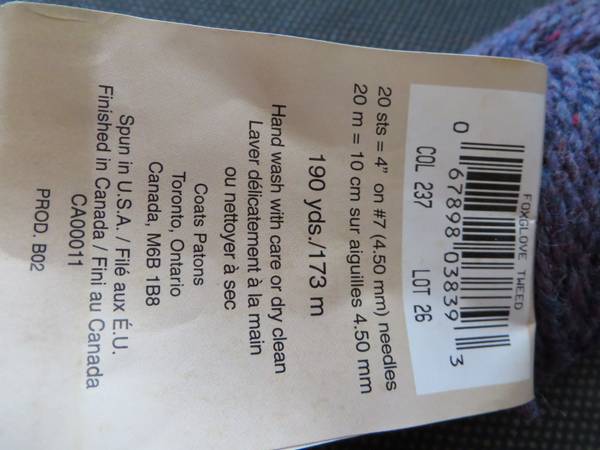 FOXGLOVE TWEED
0 67898 03839 3
COL 237 LOT 26
20 sts = 4" on #7 (4.50 mm) needles
20 m = 10 cm sur aiguilles 4.50 mm
190 yds./173 m
Hand wash with care or dry clean
Laver délicatement à la main
ou nettoyer à sec
Coats Patons
Toronto, Ontario
Canada, M6B 1B8
Spun in U.S.A. / Filé aux É.U.
Finished in Canada / Fini au Canada
CA00011
PROD. B02